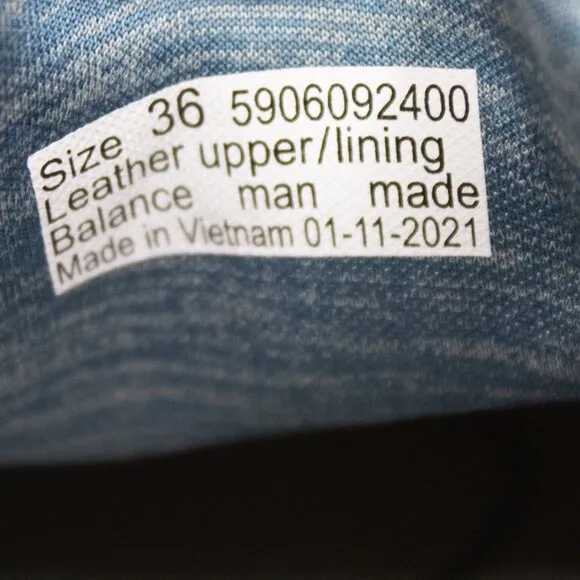 Size 36 5906092400
Leather upper/lining
Balance man made
Made in Vietnam 01-11-2021